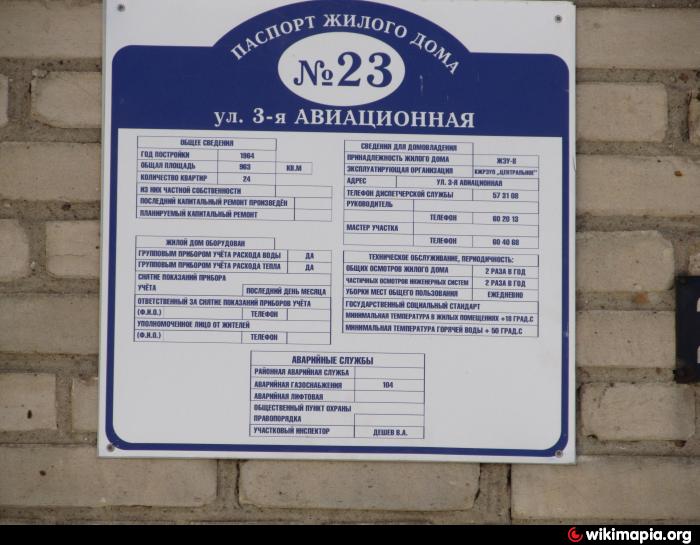 ПАСПОРТ ЖИЛОГО ДОМА
№23
ул. 3-я АВИАЦИОННАЯ
ОБЩЕЕ СВЕДЕНИЯ
ГОД ПОСТРОЙКИ 1964
ОБЩАЯ ПЛОЩАДЬ 963 КВ.М
КОЛИЧЕСТВО КВАРТИР 24
ИЗ НИХ ЧАСТНОЙ СОБСТВЕННОСТИ
ПОСЛЕДНИЙ КАПИТАЛЬНЫЙ РЕМОНТ ПРОИЗВЕДЁН
ПЛАНИРУЕМЫЙ КАПИТАЛЬНЫЙ РЕМОНТ
ЖИЛОЙ ДОМ ОБОРУДОВАН
ГРУППОВЫМ ПРИБОРОМ УЧЁТА РАСХОДА ВОДЫ ДА
ГРУППОВЫМ ПРИБОРОМ УЧЁТА РАСХОДА ТЕПЛА ДА
СНЯТИЕ ПОКАЗАНИЙ ПРИБОРА
УЧЁТА ПОСЛЕДНИЙ ДЕНЬ МЕСЯЦА
ОТВЕТСТВЕННЫЙ ЗА СНЯТИЕ ПОКАЗАНИЙ ПРИБОРОВ УЧЁТА
(Ф.И.О.) ТЕЛЕФОН
УПОЛНОМОЧЕННОЕ ЛИЦО ОТ ЖИТЕЛЕЙ
(Ф.И.О.) ТЕЛЕФОН
СВЕДЕНИЯ ДЛЯ ДОМОВЛАДЕНИЯ
ПРИНАДЛЕЖНОСТЬ ЖИЛОГО ДОМА ЖЭУ-8
ЭКСПЛУАТИРУЮЩАЯ ОРГАНИЗАЦИЯ КЖРЭУП „ЦЕНТРАЛЬНОЕ"
АДРЕС УЛ. 3-Я АВИАЦИОННАЯ
ТЕЛЕФОН ДИСПЕТЧЕРСКОЙ СЛУЖБЫ 57 31 08
РУКОВОДИТЕЛЬ
ТЕЛЕФОН 60 20 13
МАСТЕР УЧАСТКА
ТЕЛЕФОН 60 40 68
ТЕХНИЧЕСКОЕ ОБСЛУЖИВАНИЕ, ПЕРИОДИЧНОСТЬ:
ОБЩИХ ОСМОТРОВ ЖИЛОГО ДОМА 2 РАЗА В ГОД
ЧАСТИЧНЫХ ОСМОТРОВ ИНЖЕНЕРНЫХ СИСТЕМ 2 РАЗА В ГОД
УБОРКИ МЕСТ ОБЩЕГО ПОЛЬЗОВАНИЯ ЕЖЕДНЕВНО
ГОСУДАРСТВЕННЫЙ СОЦИАЛЬНЫЙ СТАНДАРТ
МИНИМАЛЬНАЯ ТЕМПЕРАТУРА В ЖИЛЫХ ПОМЕЩЕНИЯХ +18 ГРАД.С
МИНИМАЛЬНАЯ ТЕМПЕРАТУРА ГОРЯЧЕЙ ВОДЫ + 50 ГРАД.С
АВАРИЙНЫЕ СЛУЖБЫ
РАЙОННАЯ АВАРИЙНАЯ СЛУЖБА
АВАРИЙНАЯ ГАЗОСНАБЖЕНИЯ 104
АВАРИЙНАЯ ЛИФТОВАЯ
ОБЩЕСТВЕННЫЙ ПУНКТ ОХРАНЫ
ПРАВОПОРЯДКА
УЧАСТКОВЫЙ ИНСПЕКТОР ДЕШЕВ В.А.
wikimapia.org